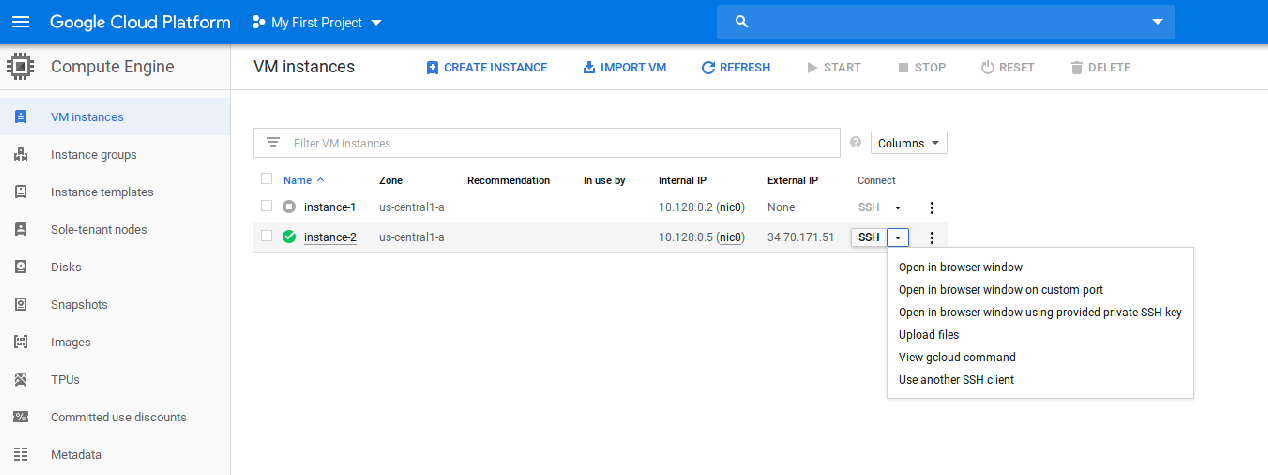 Google Cloud Platform My First Project
Compute Engine VM instances CREATE INSTANCE IMPORT VM REFRESH START STOP RESET DELETE
VM instances
Instance groups
Instance templates
Sole-tenant nodes
Disks
Snapshots
Images
TPUs
Committed use discounts
Metadata
Filter VM instances Columns
Name Zone Recommendation In use by Internal IP External IP Connect
instance-1 us-central1-a 10.128.0.2 (nic0) None SSH
instance-2 us-central1-a 10.128.0.5 (nic0) 34.70.171.51 SSH
Open in browser window
Open in browser window on custom port
Open in browser window using provided private SSH key
Upload files
View gcloud command
Use another SSH client